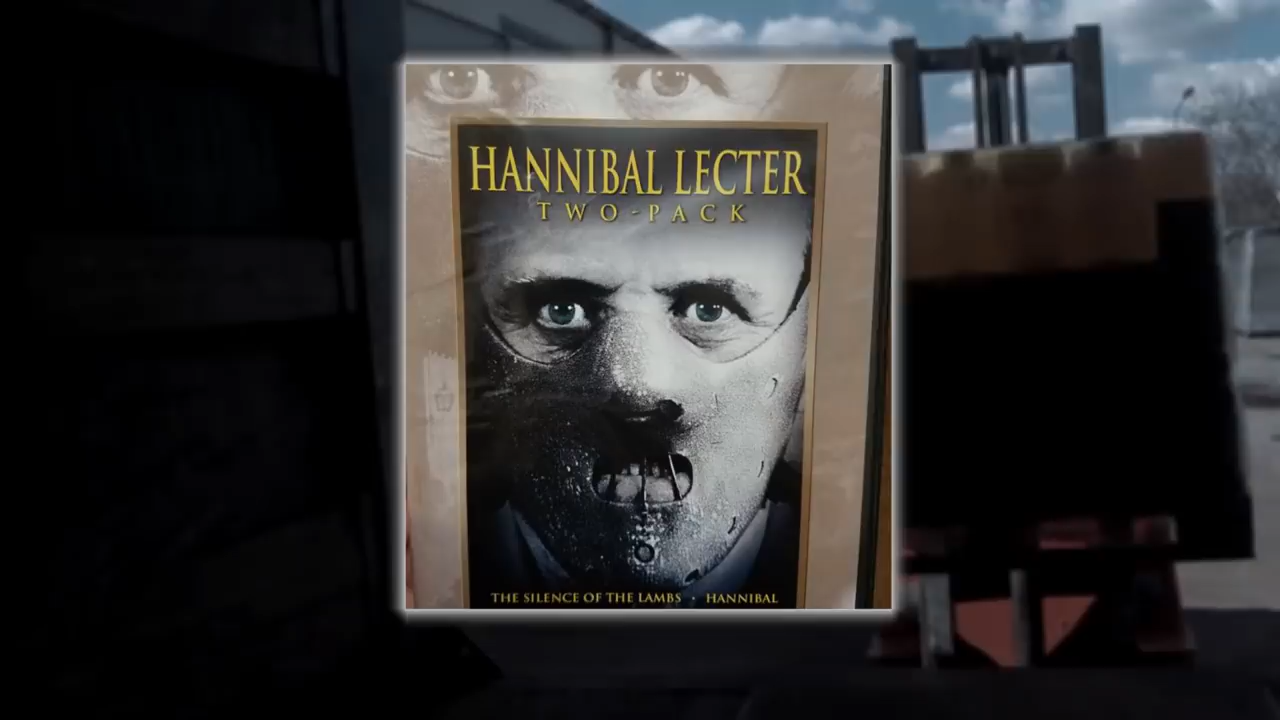 HANNIBAL LECTER
TWO-PACK
THE SILENCE OF THE LAMBS · HANNIBAL